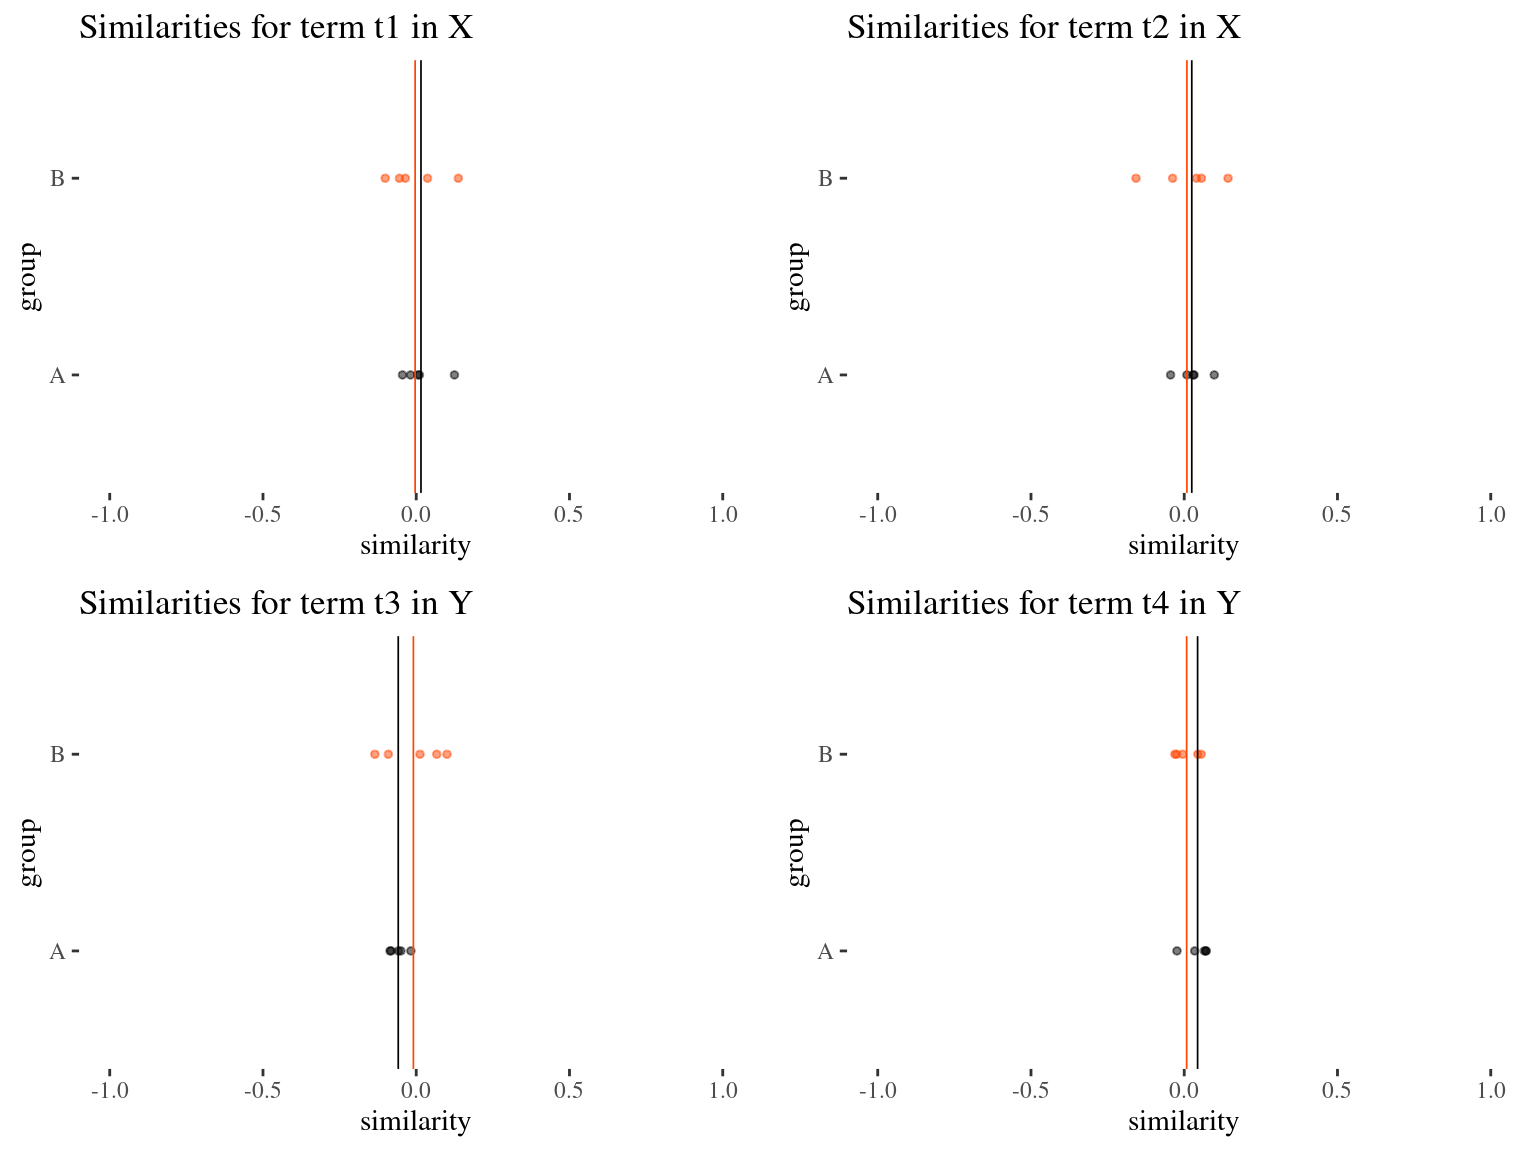 Similarities for term t1 in X
B
group
A
-1.0 -0.5 0.0 0.5 1.0
similarity
Similarities for term t2 in X
B
group
A
-1.0 -0.5 0.0 0.5 1.0
similarity
Similarities for term t3 in Y
B
group
A
-1.0 -0.5 0.0 0.5 1.0
similarity
Similarities for term t4 in Y
B
group
A
-1.0 -0.5 0.0 0.5 1.0
similarity